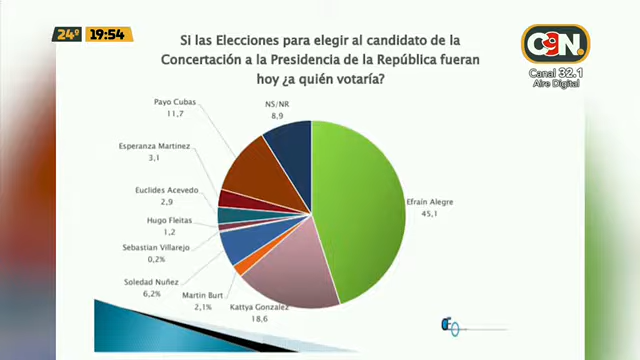 24º 19:54
Si las Elecciones para elegir al candidato de la
Concertación a la Presidencia de la República fueran
hoy ¿a quién votaría?
C9N.
Canal 32.1
Aire Digital
Payo Cubas
11,7
NS/NR
8,9
Esperanza Martinez
3,1
Euclides Acevedo
2,9
Hugo Fleitas
1,2
Sebastian Villarejo
0,2%
Soledad Nuñez
6,2%
Martin Burt
2,1%
Kattya Gonzalez
18,6
Efraín Alegre
45,1